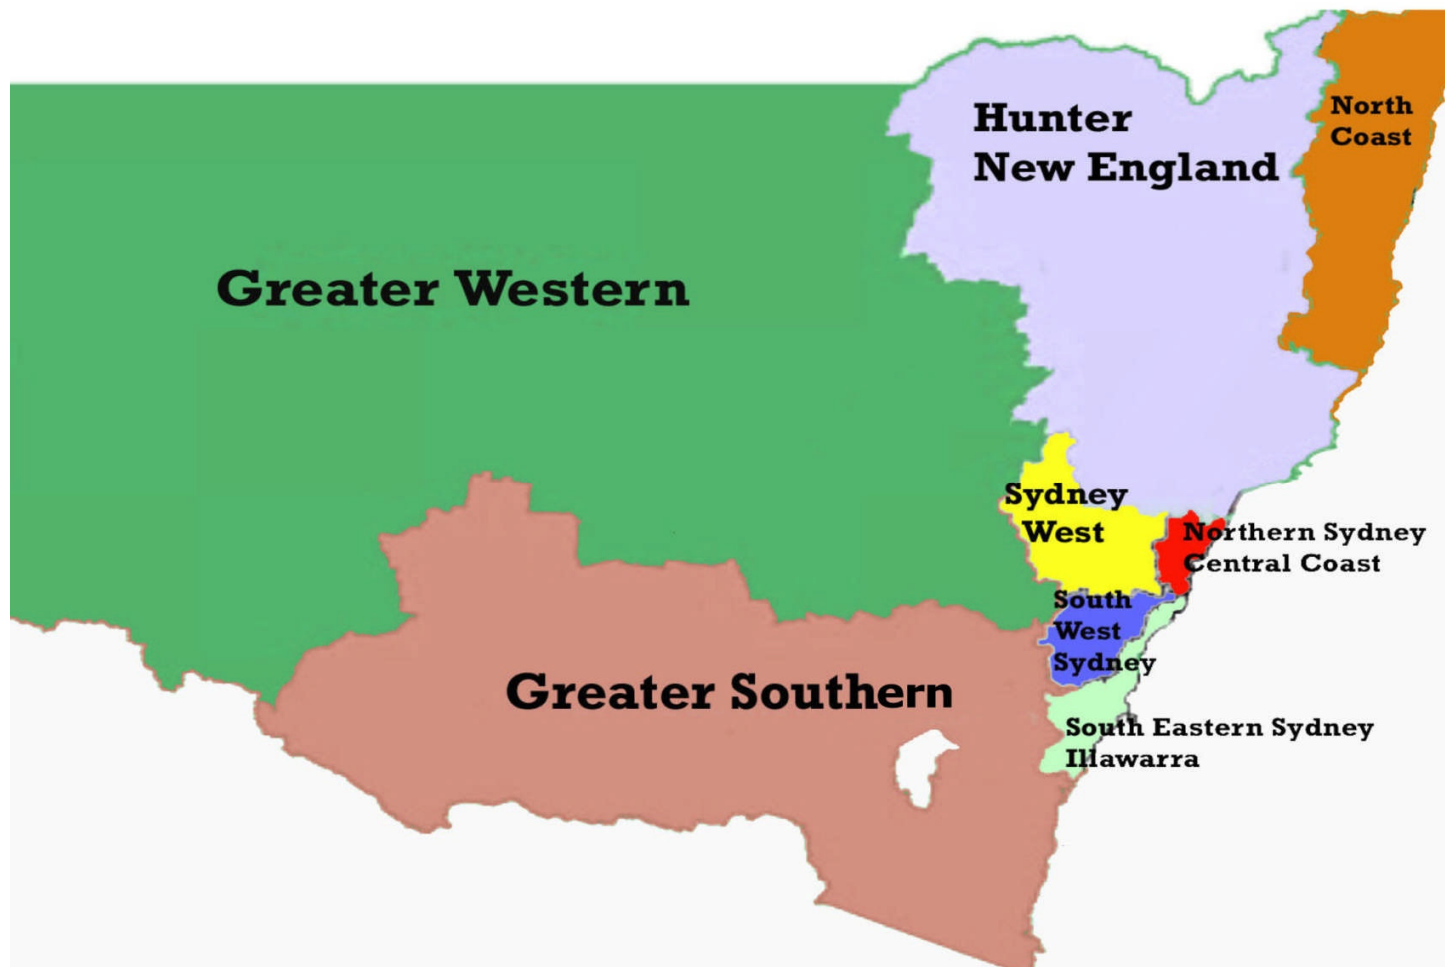 Hunter
New England
North
Coast
Greater Western
Sydney
West
Northern Sydney
Central Coast
South
West
Sydney
Greater Southern
South Eastern Sydney
Illawarra